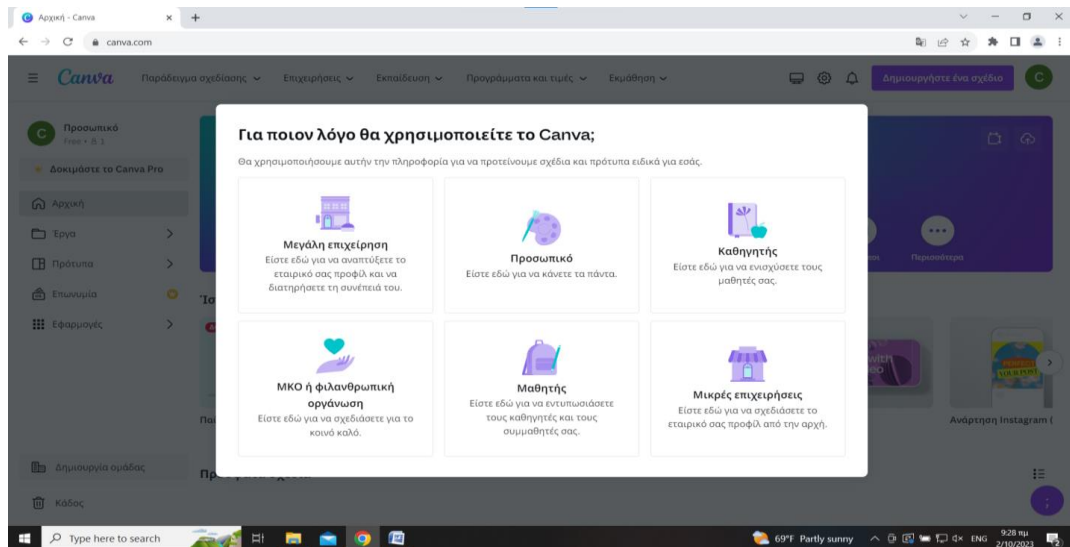 Αρχική - Canva
canva.com
Canva Παράδειγμα σχεδίασης Επιχειρήσεις Εκπαίδευση Προγράμματα και τιμές Εκμάθηση Δημιουργήστε ένα σχέδιο C
C Προσωπικό
Free • 1
Δοκιμάστε το Canva Pro
Αρχική
Έργα
Πρότυπα
Επωνυμία
Εφαρμογές
Δημιουργία ομάδας
Κάδος
Για ποιον λόγο θα χρησιμοποιείτε το Canva;
Θα χρησιμοποιήσουμε αυτήν την πληροφορία για να προτείνουμε σχέδια και πρότυπα ειδικά για εσάς.
Μεγάλη επιχείρηση
Είστε εδώ για να αναπτύξετε το
εταιρικό σας προφίλ και να
διατηρήσετε τη συνέπειά του.
Προσωπικό
Είστε εδώ για να κάνετε τα πάντα.
Καθηγητής
Είστε εδώ για να ενισχύσετε τους
μαθητές σας.
ΜΚΟ ή φιλανθρωπική
οργάνωση
Είστε εδώ για να σχεδιάσετε για το
κοινό καλό.
Μαθητής
Είστε εδώ για να εντυπωσιάσετε
τους καθηγητές και τους
συμμαθητές σας.
Μικρές επιχειρήσεις
Είστε εδώ για να σχεδιάσετε το
εταιρικό σας προφίλ από την αρχή.
Περισσότερα
with
YOUR POST
Ανάρτηση Instagram (
Type here to search 69°F Partly sunny ENG 9:28 πμ
2/10/2023